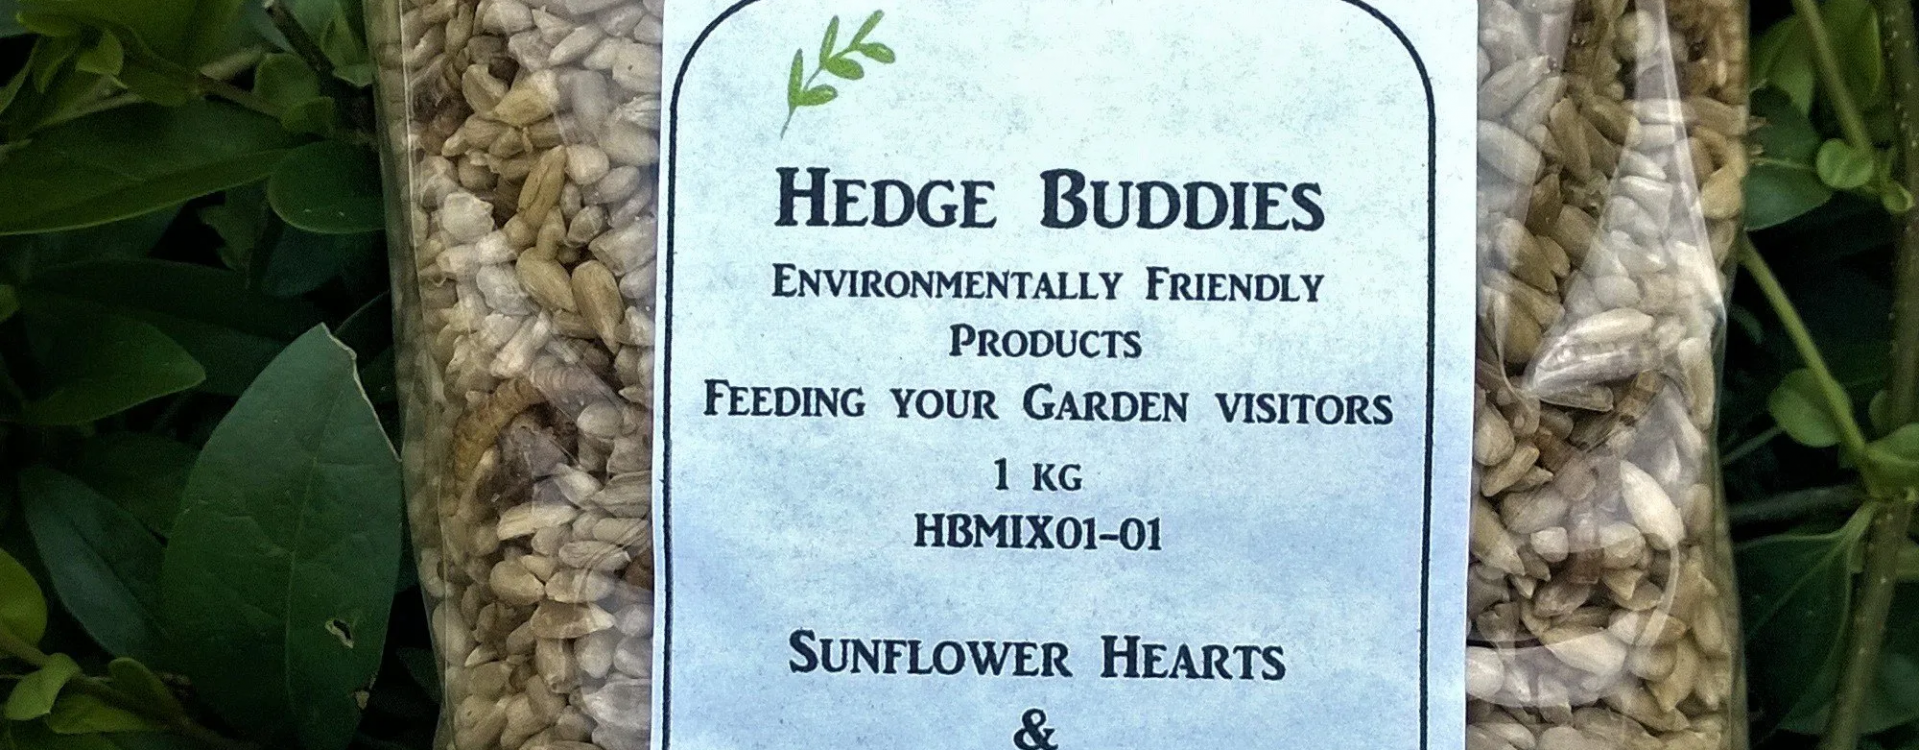 Hedge Buddies
Environmentally Friendly
Products
Feeding your Garden visitors
1 KG
HBMIX01-01
Sunflower Hearts
&